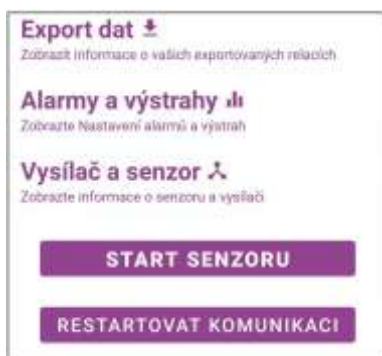 Export dat
Zobrazit informace o vašich exportovaných relacích
Alarmy a výstrahy
Zobrazte Nastavení alarmů a výstrah
Vysílač a senzor
Zobrazte informace o senzoru a vysílači
START SENZORU
RESTARTOVAT KOMUNIKACI